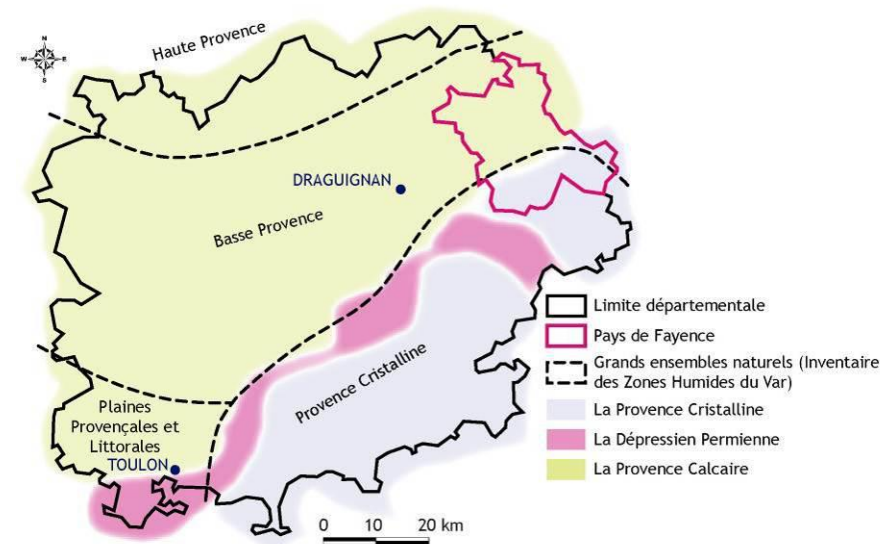 Haute Provence
N
W E
S
DRAGUIGNAN
Basse Provence
Limite départementale
Pays de Fayence
Grands ensembles naturels (Inventaire
des Zones Humides du Var)
Provence Cristalline
Plaines
Provençales et
Littorales
TOULON
La Provence Cristalline
La Dépressien Permienne
La Provence Calcaire
0 10 20 km